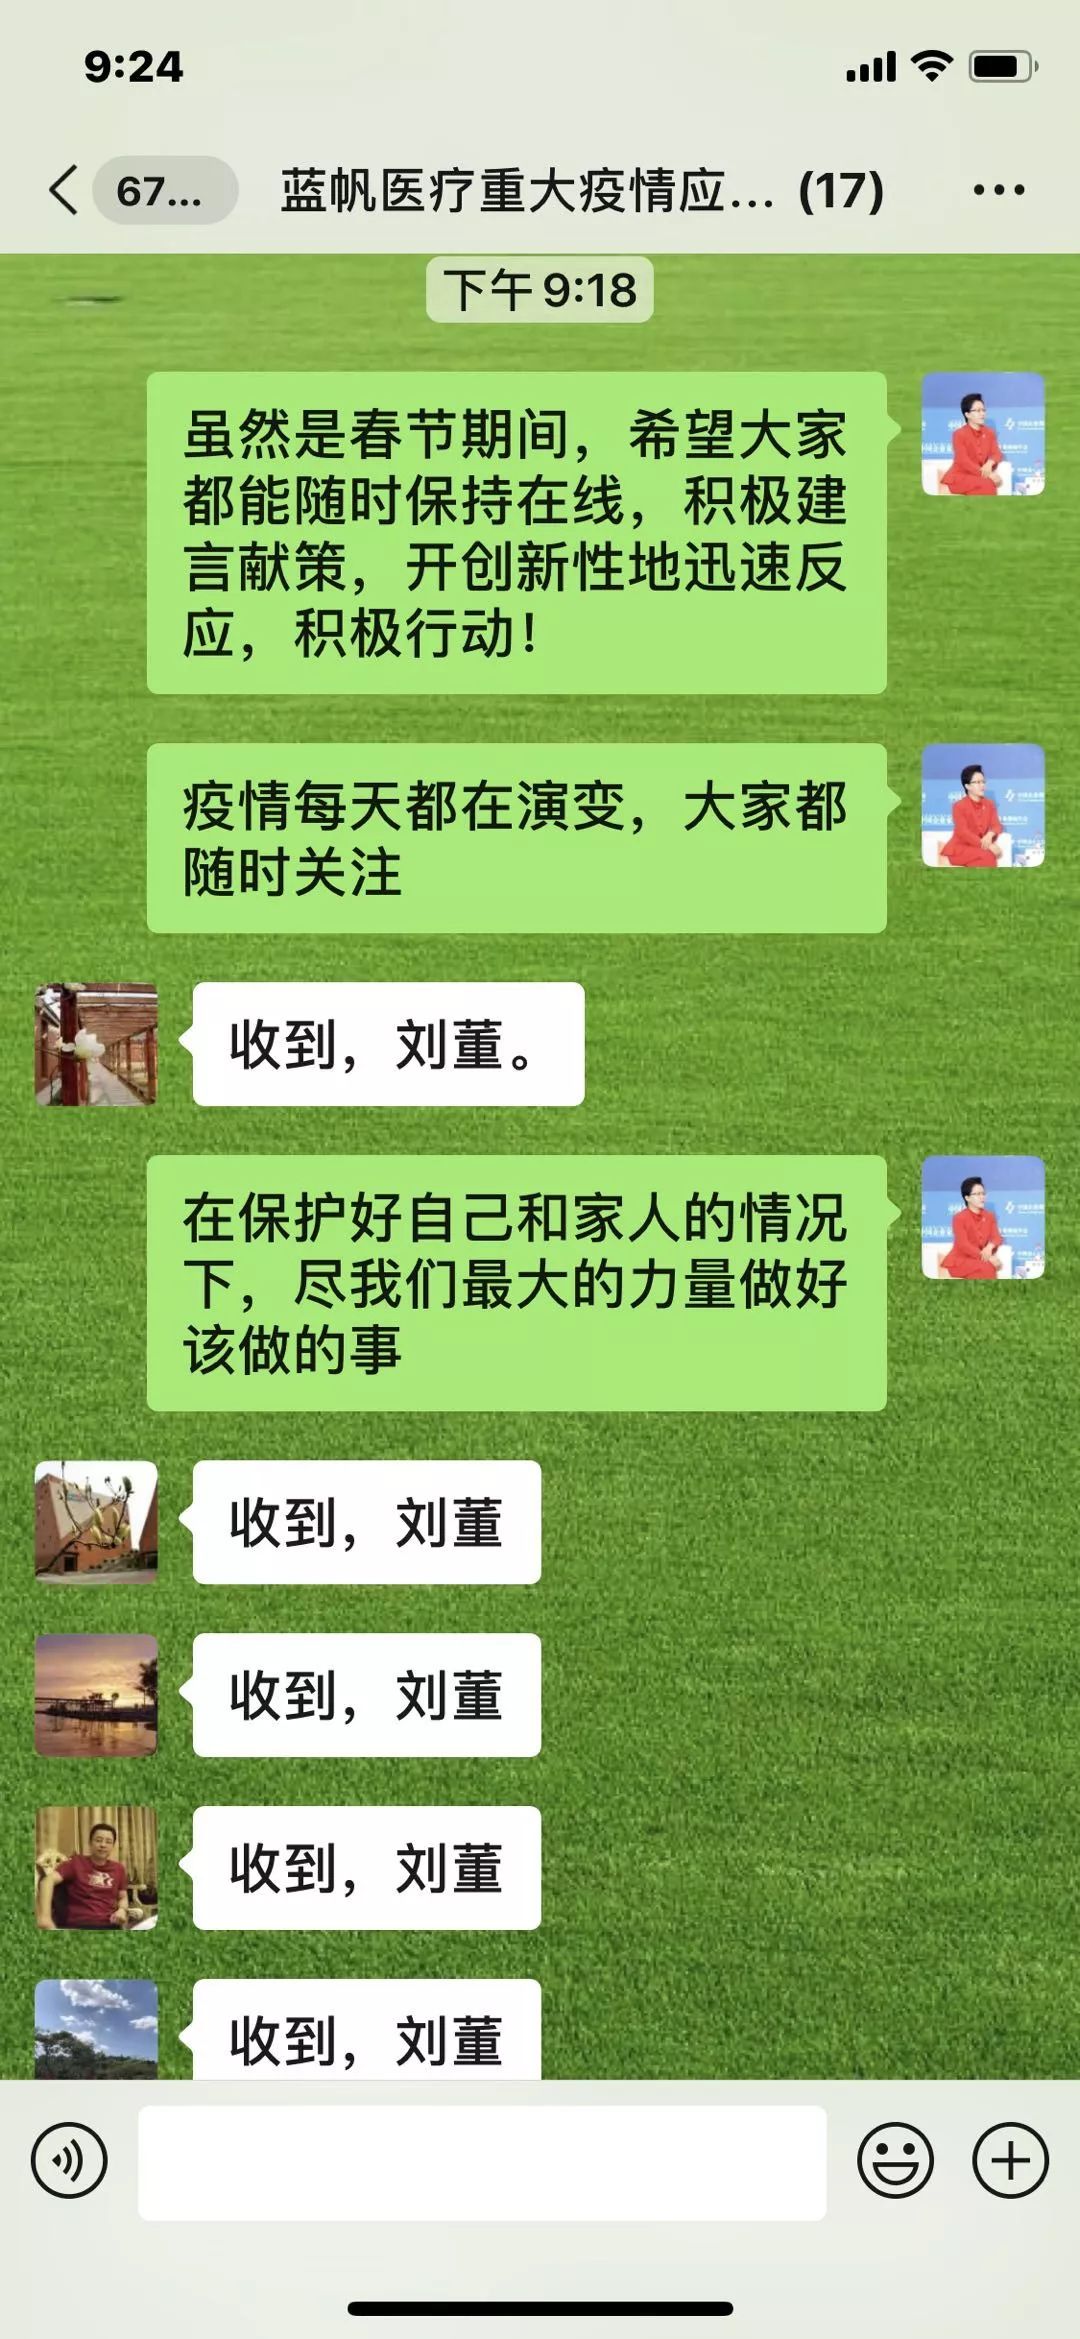 9:24
67... 蓝帆医疗重大疫情应... (17)
下午 9:18
虽然是春节期间，希望大家
都能随时保持在线，积极建
言献策，开创新性地迅速反
应，积极行动！
疫情每天都在演变，大家都
随时关注
收到，刘董。
在保护好自己和家人的情况
下，尽我们最大的力量做好
该做的事
收到，刘董
收到，刘董
收到，刘董
收到，刘董